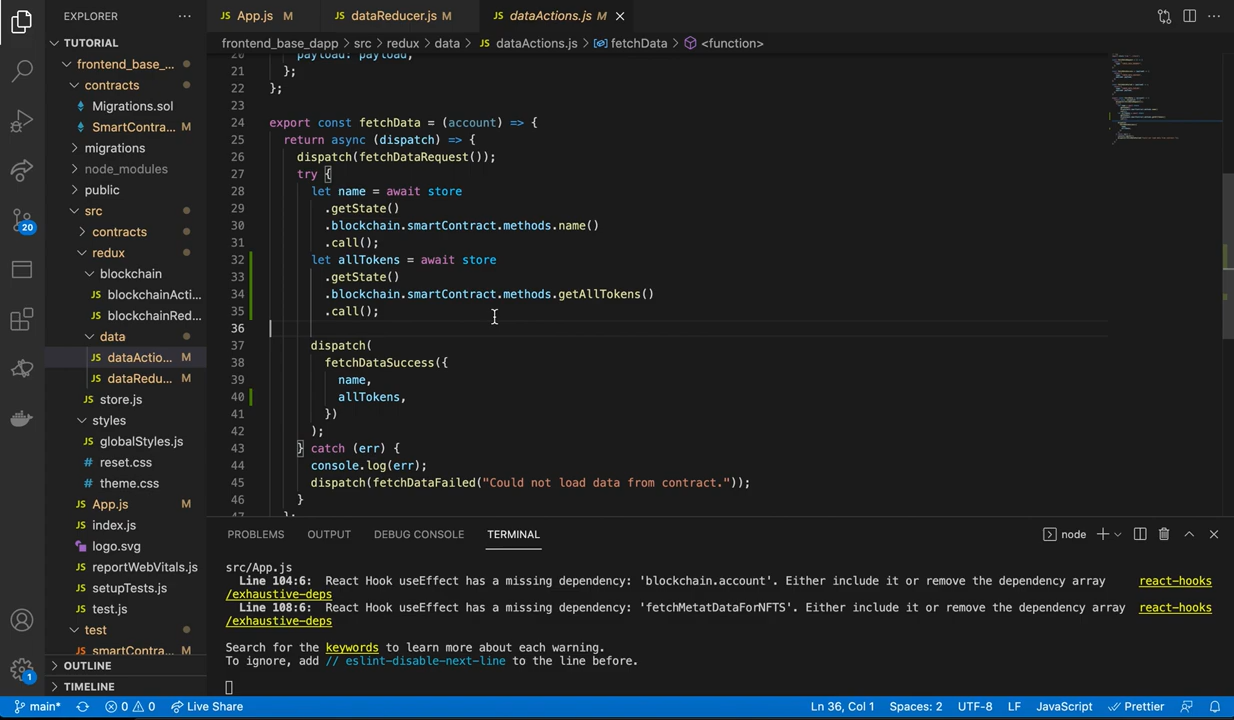 EXPLORER
TUTORIAL
frontend_base_...
contracts
Migrations.sol
SmartContra... M
migrations
node_modules
public
src
contracts
redux
blockchain
blockchainActi...
blockchainRed...
data
dataActio... M
dataRedu... M
store.js
styles
globalStyles.js
reset.css
theme.css
App.js M
index.js
logo.svg
reportWebVitals.js
setupTests.js
test.js
test
smartContra...
OUTLINE
TIMELINE
20
1
JS App.js M
JS dataReducer.js M
JS dataActions.js M
frontend_base_dapp > src > redux > data > JS dataActions.js > fetchData > <function>
20 payload: payload,
21 };
22 };
23
24 export const fetchData = (account) => {
25 return async (dispatch) => {
26 dispatch(fetchDataRequest());
27 try {
28 let name = await store
29 .getState()
30 .blockchain.smartContract.methods.name()
31 .call();
32 let allTokens = await store
33 .getState()
34 .blockchain.smartContract.methods.getAllTokens()
35 .call();
36
37 dispatch(
38 fetchDataSuccess({
39 name,
40 allTokens,
41 })
42 );
43 } catch (err) {
44 console.log(err);
45 dispatch(fetchDataFailed("Could not load data from contract."));
46 }
47 };
PROBLEMS OUTPUT DEBUG CONSOLE TERMINAL
node
src/App.js
Line 104:6: React Hook useEffect has a missing dependency: 'blockchain.account'. Either include it or remove the dependency array react-hooks
/exhaustive-deps
Line 108:6: React Hook useEffect has a missing dependency: 'fetchMetatDataForNFTS'. Either include it or remove the dependency array react-hooks
/exhaustive-deps
Search for the keywords to learn more about each warning.
To ignore, add // eslint-disable-next-line to the line before.
main* 0 0 Live Share Ln 36, Col 1 Spaces: 2 UTF-8 LF JavaScript Prettier